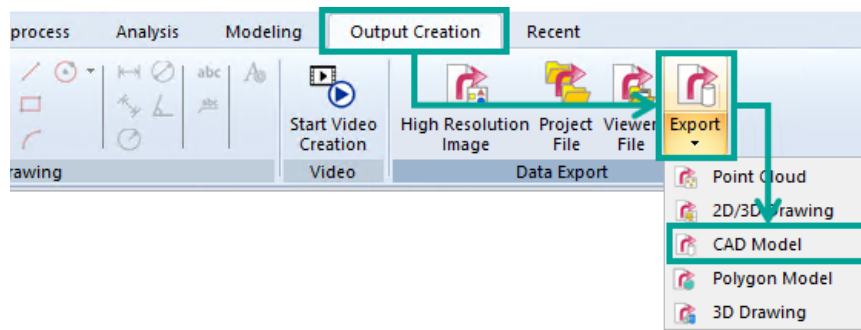 process Analysis Modeling Output Creation Recent
abc
abc
Start Video Creation
High Resolution Image
Project File
Viewer File
Export
rawing Video Data Export
Point Cloud
2D/3D Drawing
CAD Model
Polygon Model
3D Drawing